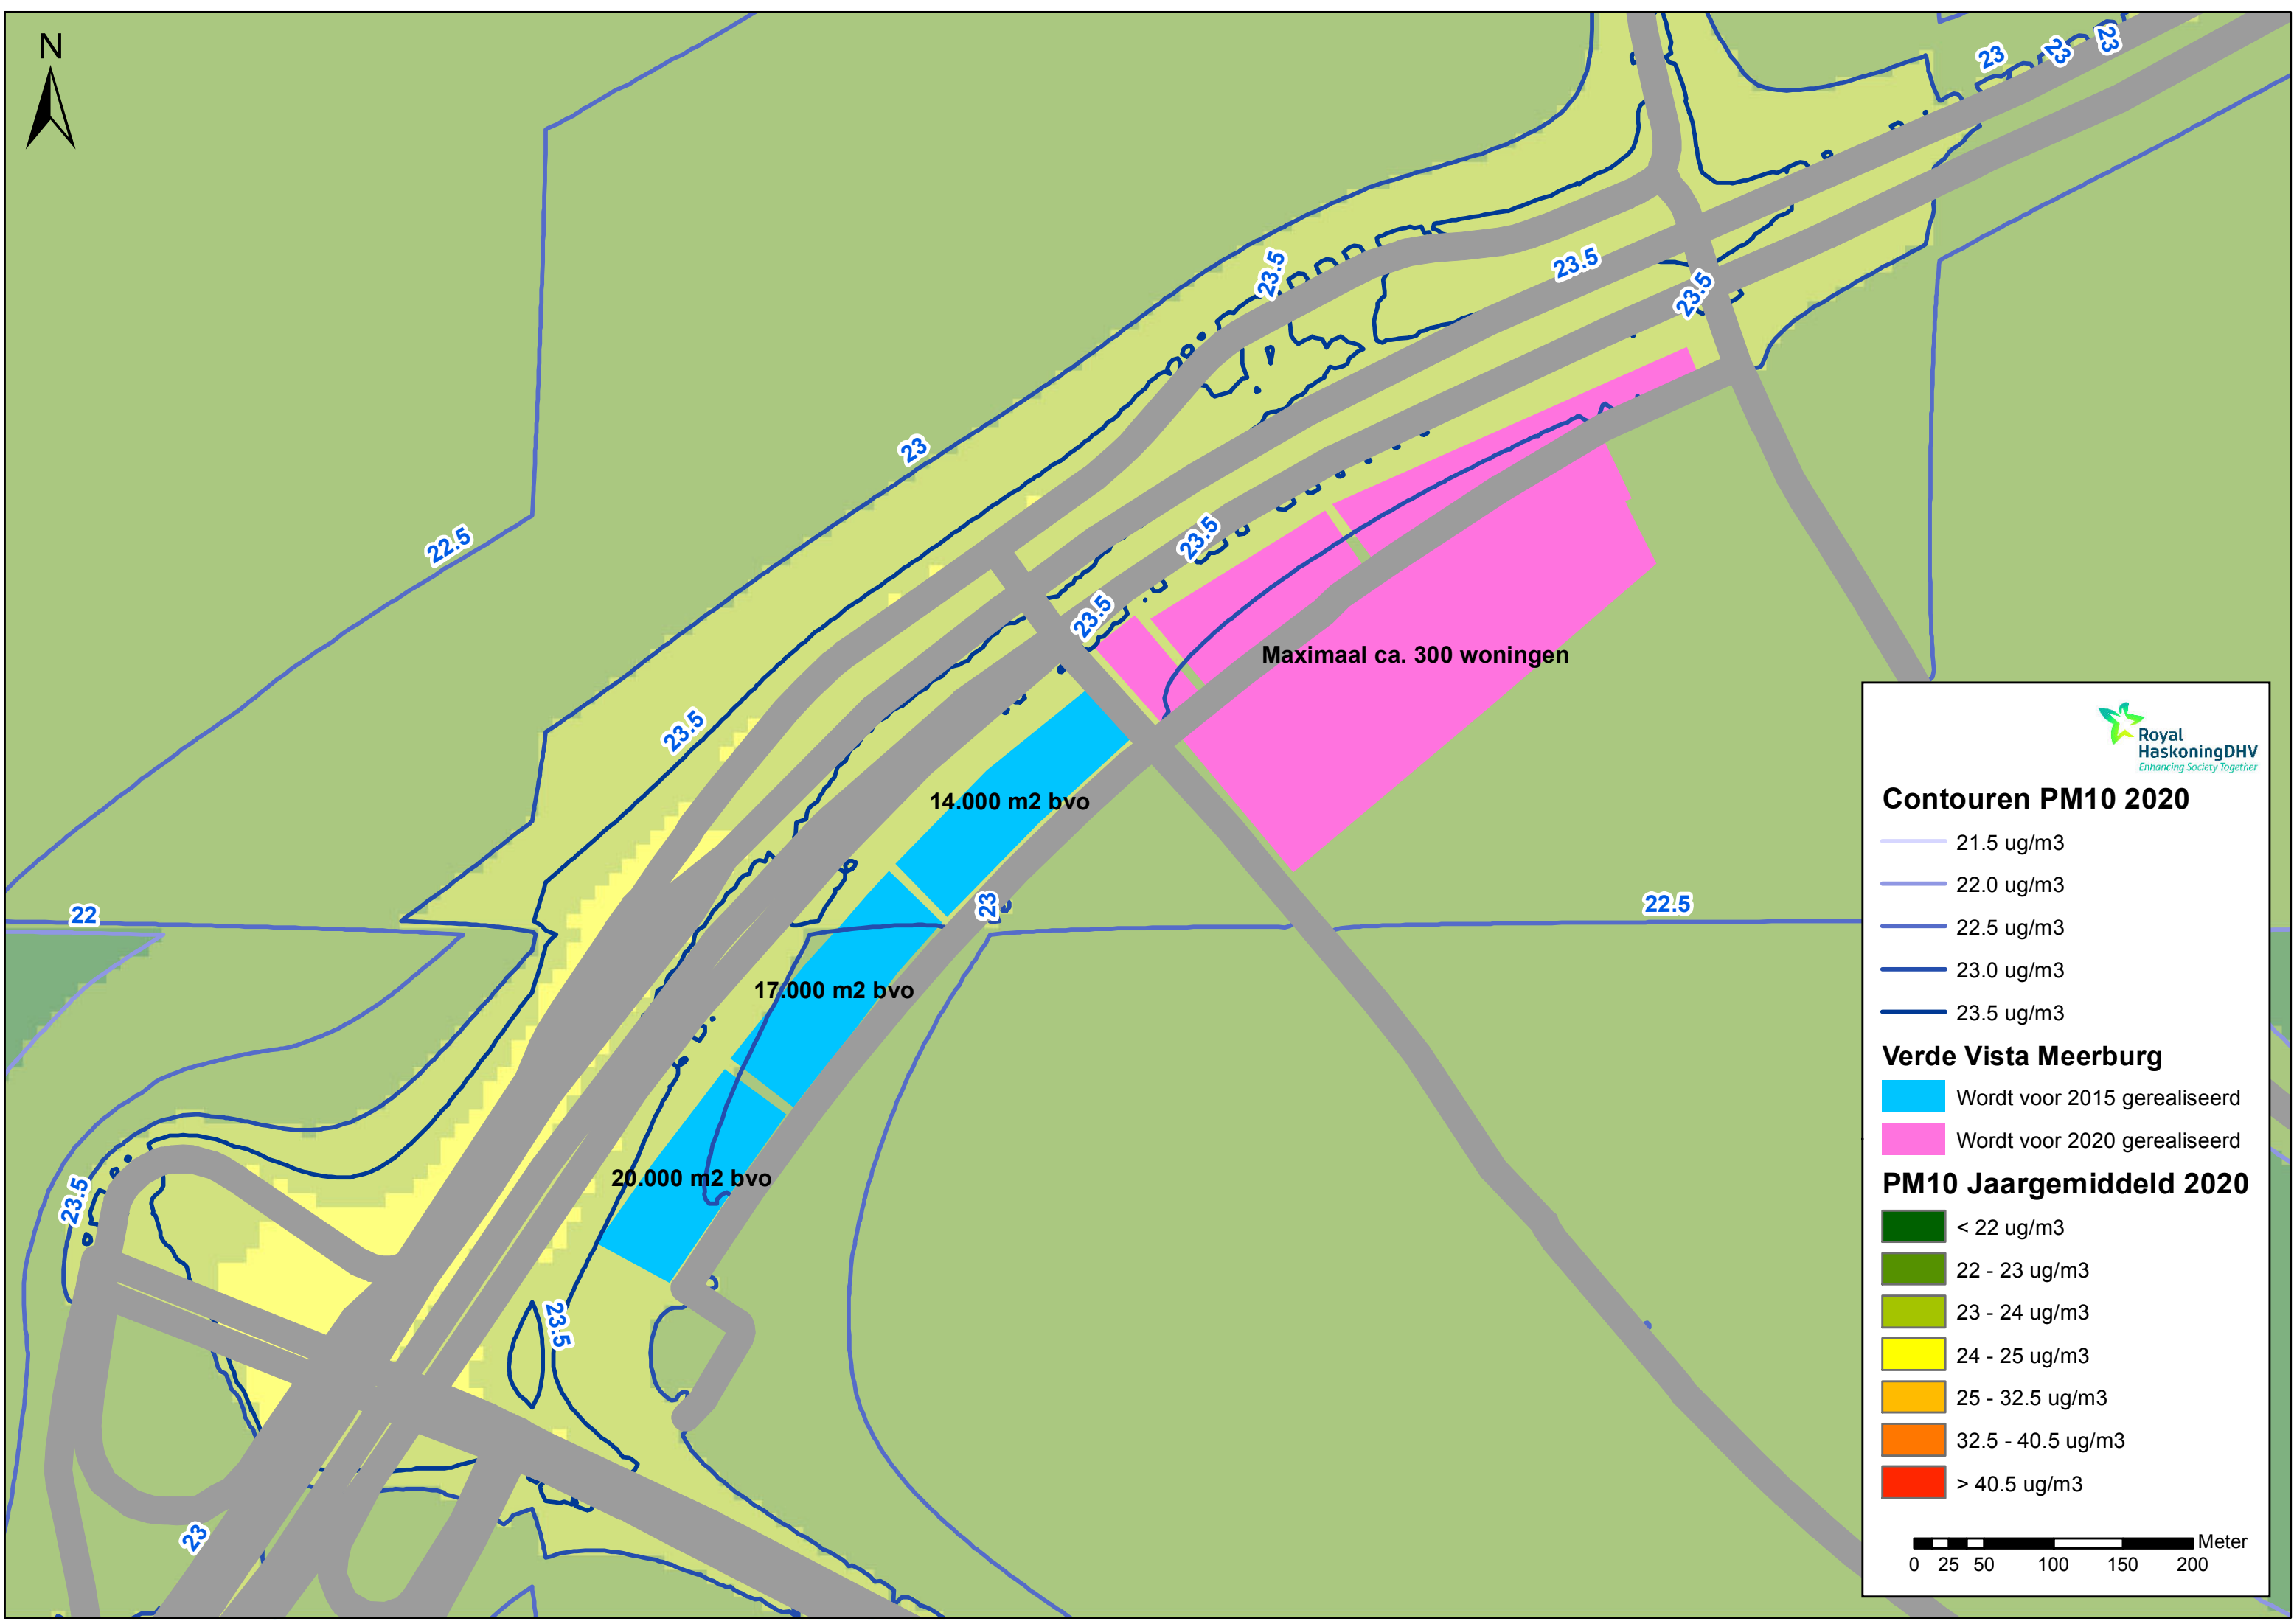 N
23
23
23
23.5
23.5
23.5
23
22.5
23.5
23.5
Maximaal ca. 300 woningen
23.5
14.000 m2 bvo
22
23
22.5
17.000 m2 bvo
20.000 m2 bvo
23.5
23.5
23
Royal
HaskoningDHV
Enhancing Society Together
Contouren PM10 2020
21.5 ug/m3
22.0 ug/m3
22.5 ug/m3
23.0 ug/m3
23.5 ug/m3
Verde Vista Meerburg
Wordt voor 2015 gerealiseerd
Wordt voor 2020 gerealiseerd
PM10 Jaargemiddeld 2020
< 22 ug/m3
22 - 23 ug/m3
23 - 24 ug/m3
24 - 25 ug/m3
25 - 32.5 ug/m3
32.5 - 40.5 ug/m3
> 40.5 ug/m3
Meter
0 25 50 100 150 200